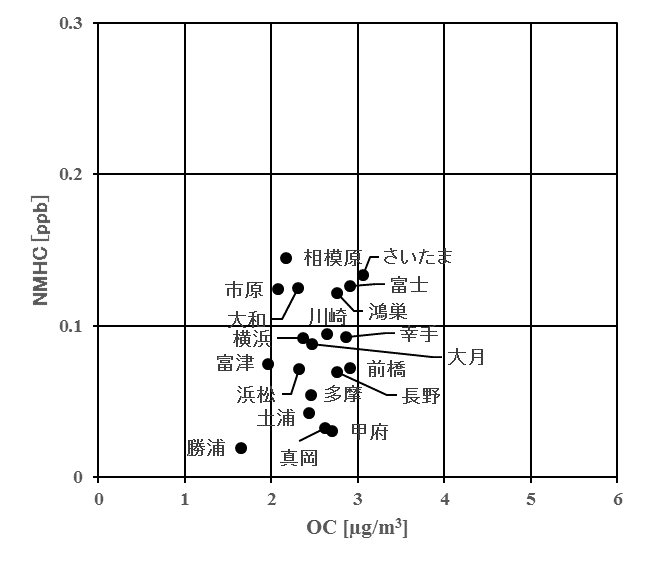 0.3
0.2
0.1
0
NMHC [ppb]
相模原
さいたま
市原
富士
鴻巣
大和
川崎
幸手
横浜
大月
富津
前橋
浜松
多摩
長野
土浦
甲府
勝浦
真岡
0 1 2 3 4 5 6
OC [μg/m³]